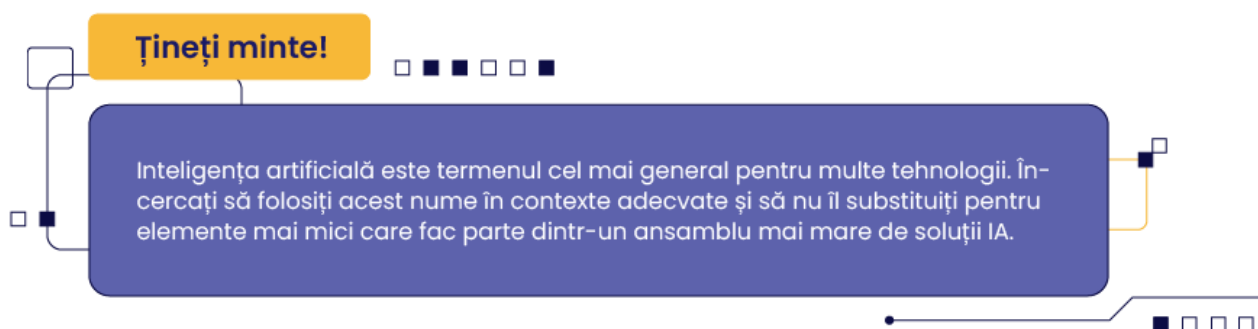 Țineți minte!
Inteligența artificială este termenul cel mai general pentru multe tehnologii. În-
cercați să folosiți acest nume în contexte adecvate și să nu îl substituiți pentru
elemente mai mici care fac parte dintr-un ansamblu mai mare de soluții IA.